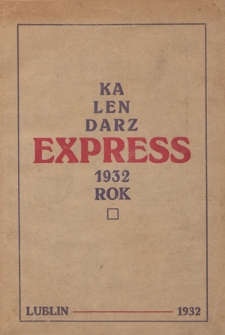 KA
LEN
DARZ
EXPRESS
1932
ROK
LUBLIN 1932